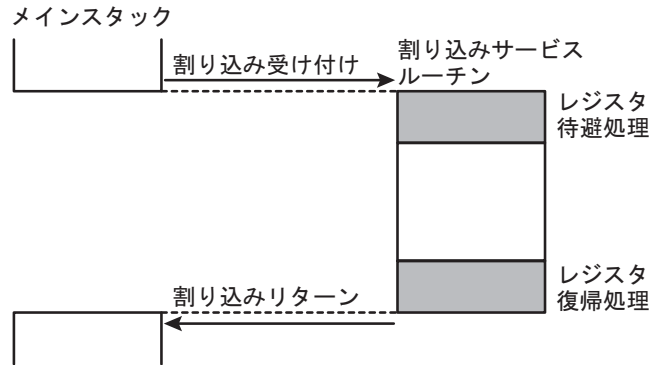 メインスタック
割り込み受け付け
割り込みサービス
ルーチン
レジスタ
待避処理
レジスタ
復帰処理
割り込みリターン